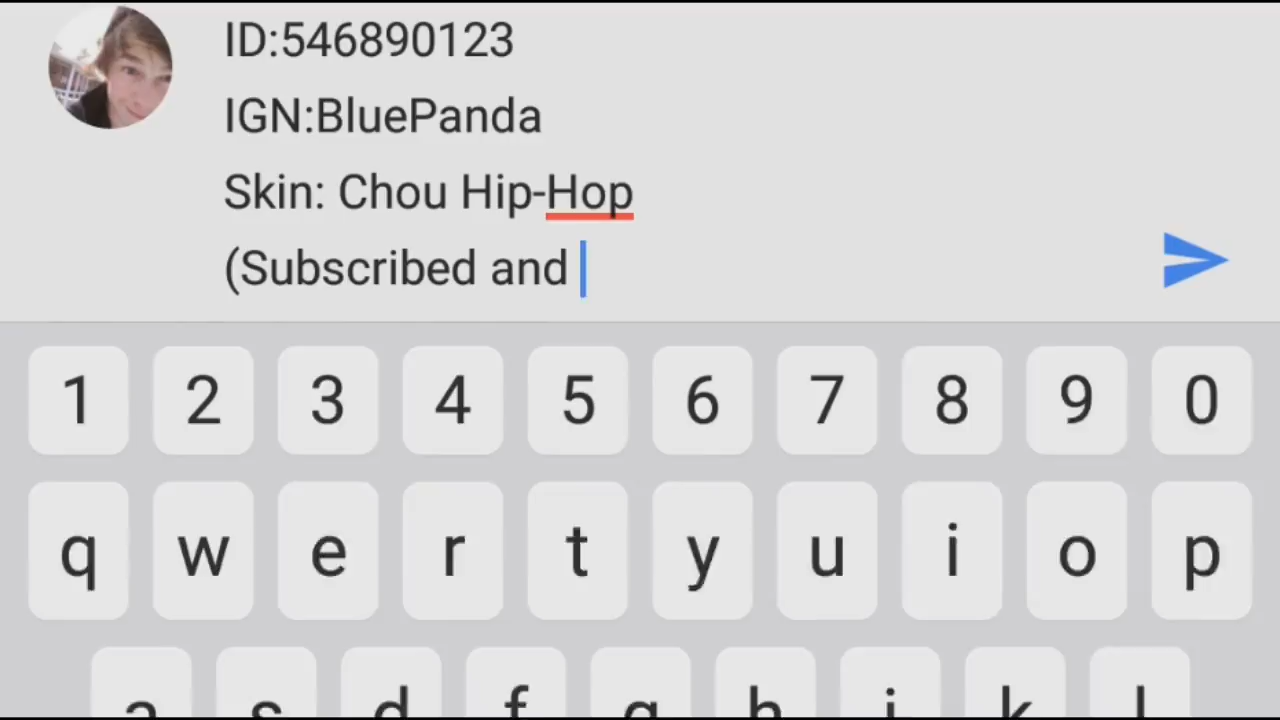 ID:546890123
IGN:BluePanda
Skin: Chou Hip-Hop
(Subscribed and
1 2 3 4 5 6 7 8 9 0
q w e r t y u i o p
a s d f g h j k l